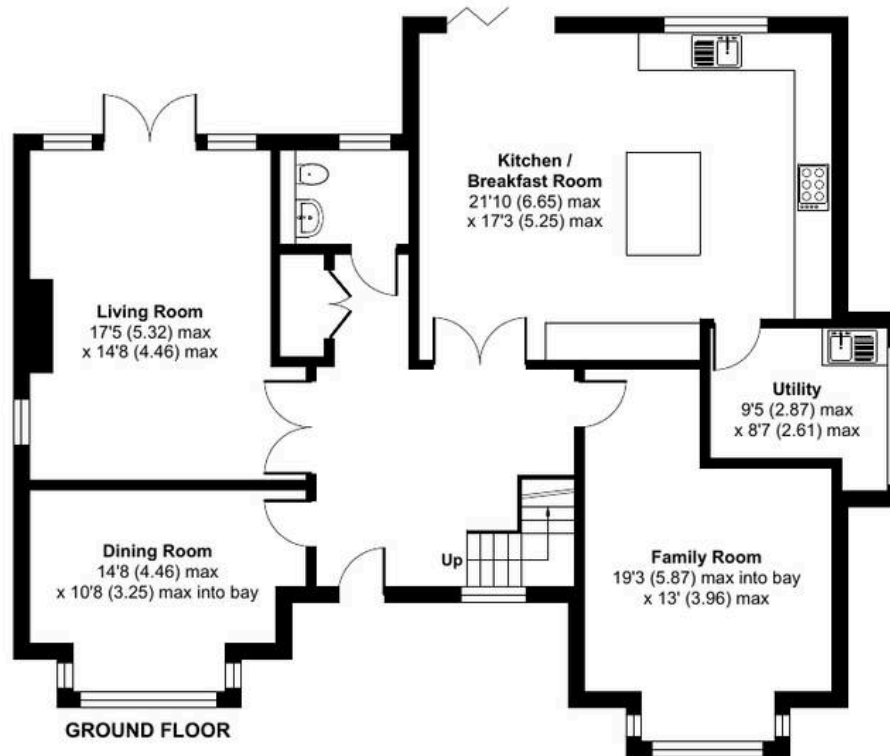 Kitchen /
Breakfast Room
21'10 (6.65) max
x 17'3 (5.25) max
Living Room
17'5 (5.32) max
x 14'8 (4.46) max
Utility
9'5 (2.87) max
x 8'7 (2.61) max
Up
Dining Room
14'8 (4.46) max
x 10'8 (3.25) max into bay
Family Room
19'3 (5.87) max into bay
x 13' (3.96) max
GROUND FLOOR